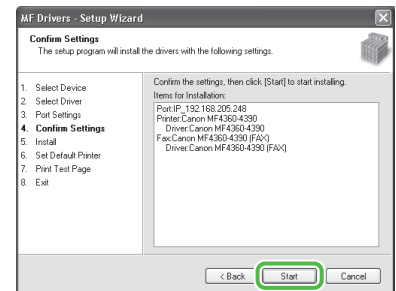 MF Drivers - Setup Wizard
Confirm Settings
The setup program will install the drivers with the following settings.
1. Select Device
2. Select Driver
3. Port Settings
4. Confirm Settings
5. Install
6. Set Default Printer
7. Print Test Page
8. Exit
Confirm the settings, then click [Start] to start installing.
Items for Installation:
Port:IP_192.168.205.248
Printer:Canon MF4360-4390
Driver:Canon MF4360-4390
Fax:Canon MF4360-4390 (FAX)
Driver:Canon MF4360-4390 (FAX)
< Back
Start
Cancel